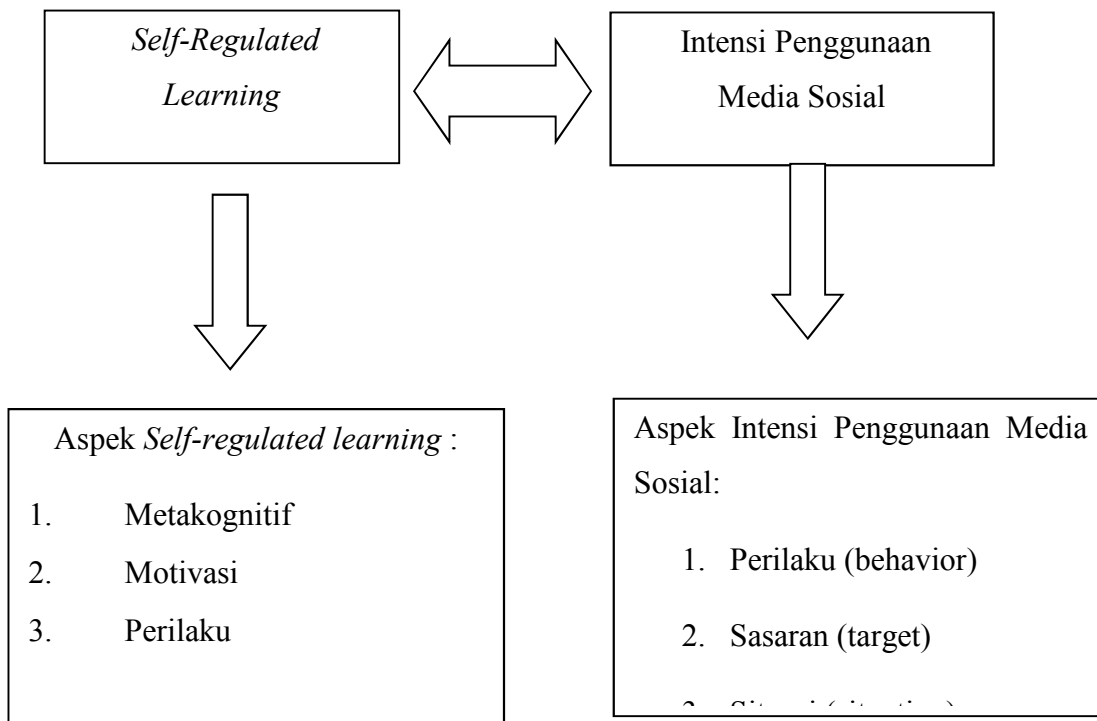 Self-Regulated
Learning
Intensi Penggunaan
Media Sosial
Aspek Self-regulated learning :
1. Metakognitif
2. Motivasi
3. Perilaku
Aspek Intensi Penggunaan Media
Sosial:
1. Perilaku (behavior)
2. Sasaran (target)